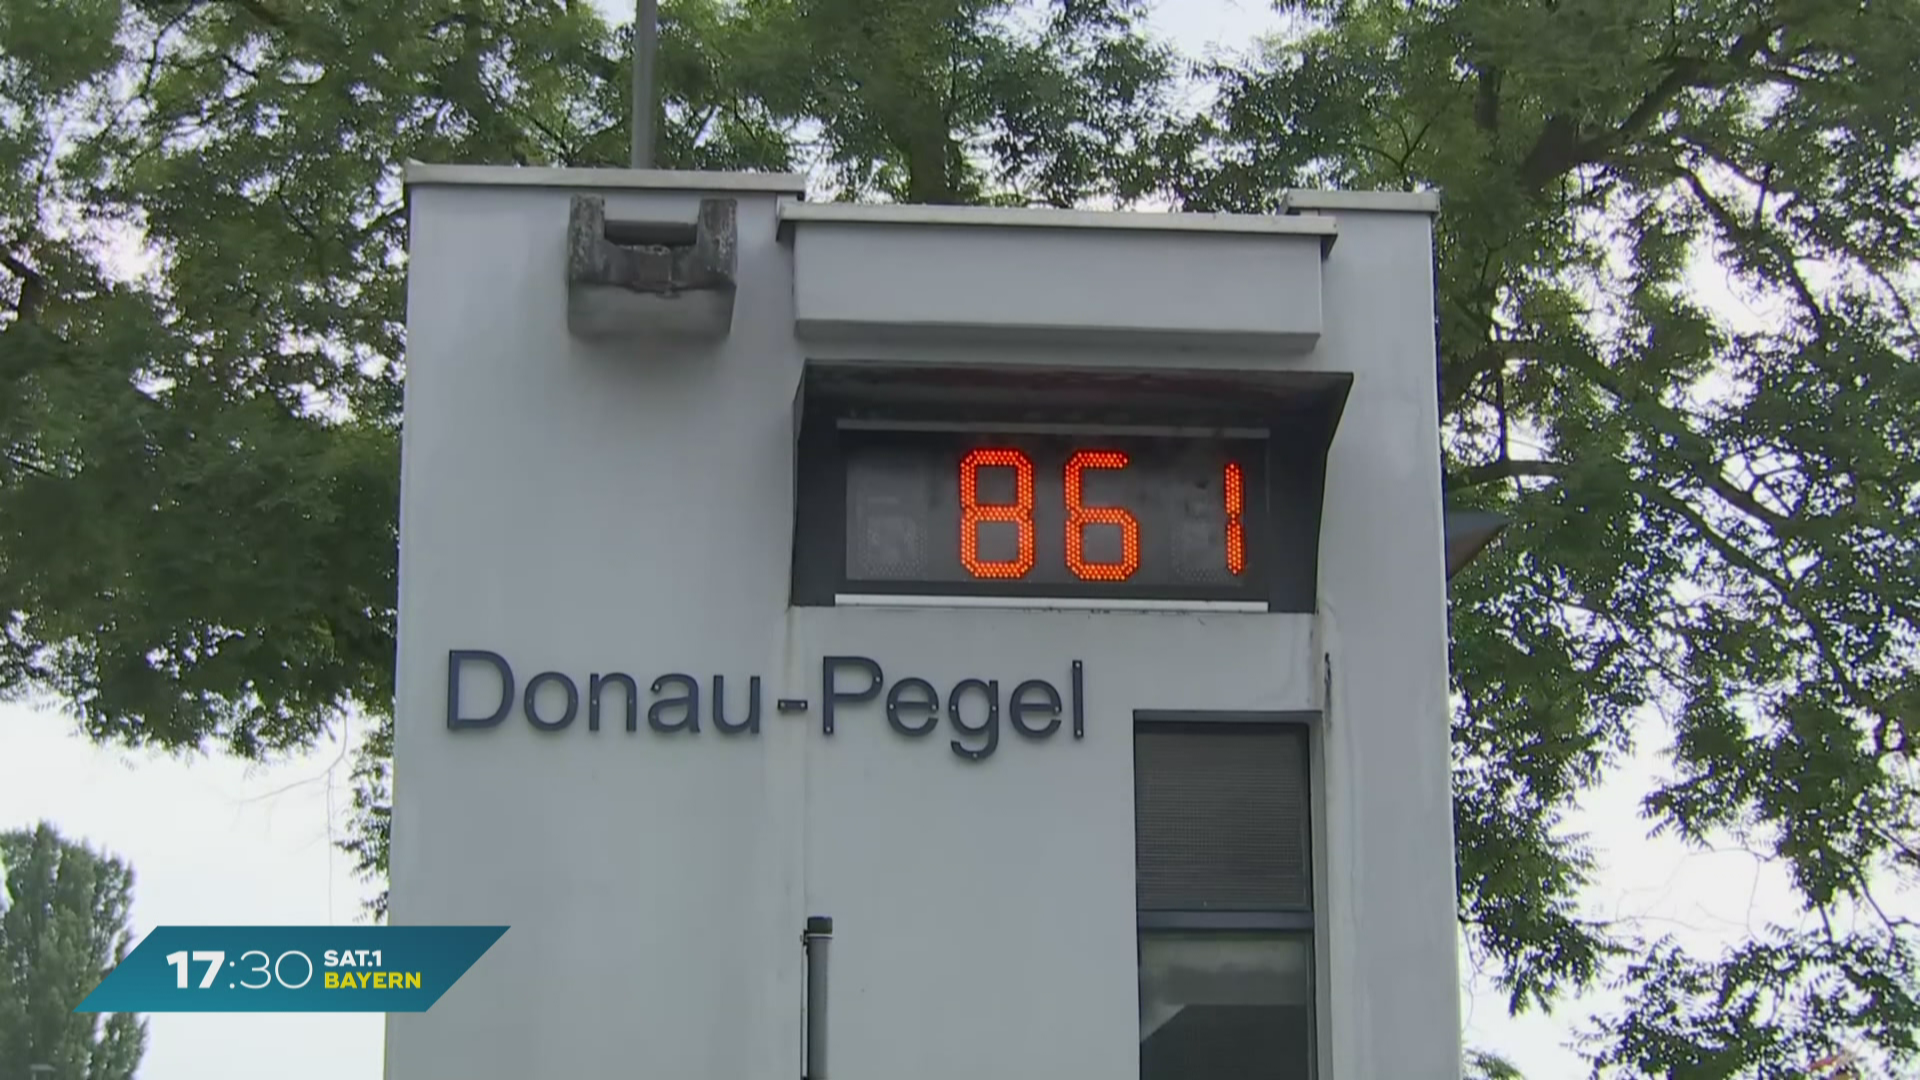 861
Donau-Pegel
17:30 SAT.1
BAYERN